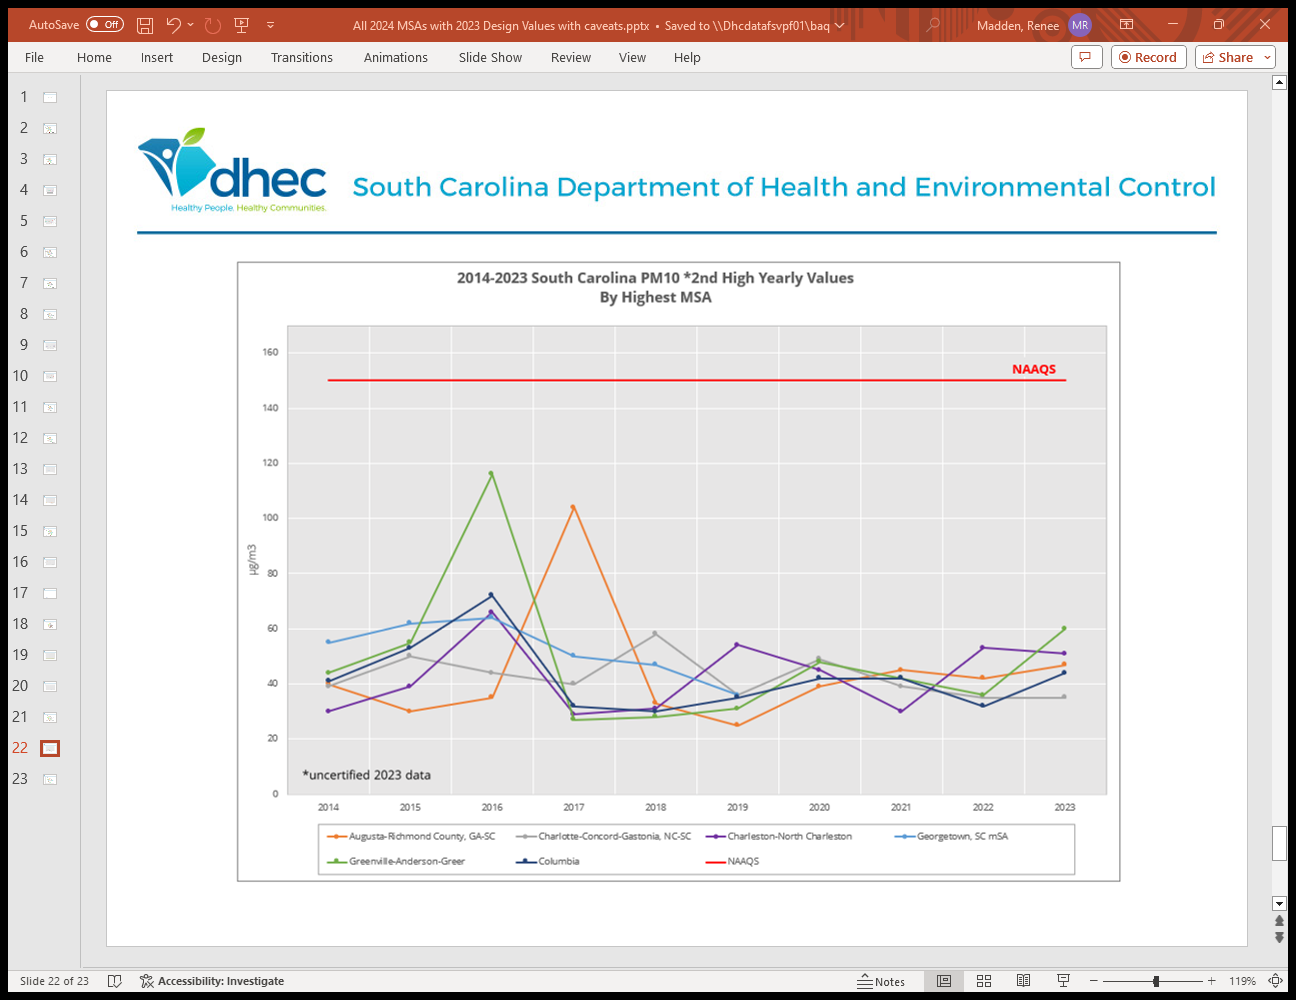 AutoSave Off All 2024 MSAs with 2023 Design Values with caveats.pptx • Saved to \\Dhcdatafsvpf01\baq Madden, Renee MR
File Home Insert Design Transitions Animations Slide Show Review View Help Record Share
1
2
3
4
5
6
7
8
9
10
11
12
13
14
15
16
17
18
19
20
21
22
23
dhec
Healthy People. Healthy Communities.
South Carolina Department of Health and Environmental Control
2014-2023 South Carolina PM10 *2nd High Yearly Values
By Highest MSA
160
NAAQS
140
120
100
µg/m3
80
60
40
20
*uncertified 2023 data
0
2014 2015 2016 2017 2018 2019 2020 2021 2022 2023
Augusta-Richmond County, GA-SC Charlotte-Concord-Gastonia, NC-SC Charleston-North Charleston Georgetown, SC mSA
Greenville-Anderson-Greer Columbia NAAQS
Slide 22 of 23 Accessibility: Investigate Notes 119%